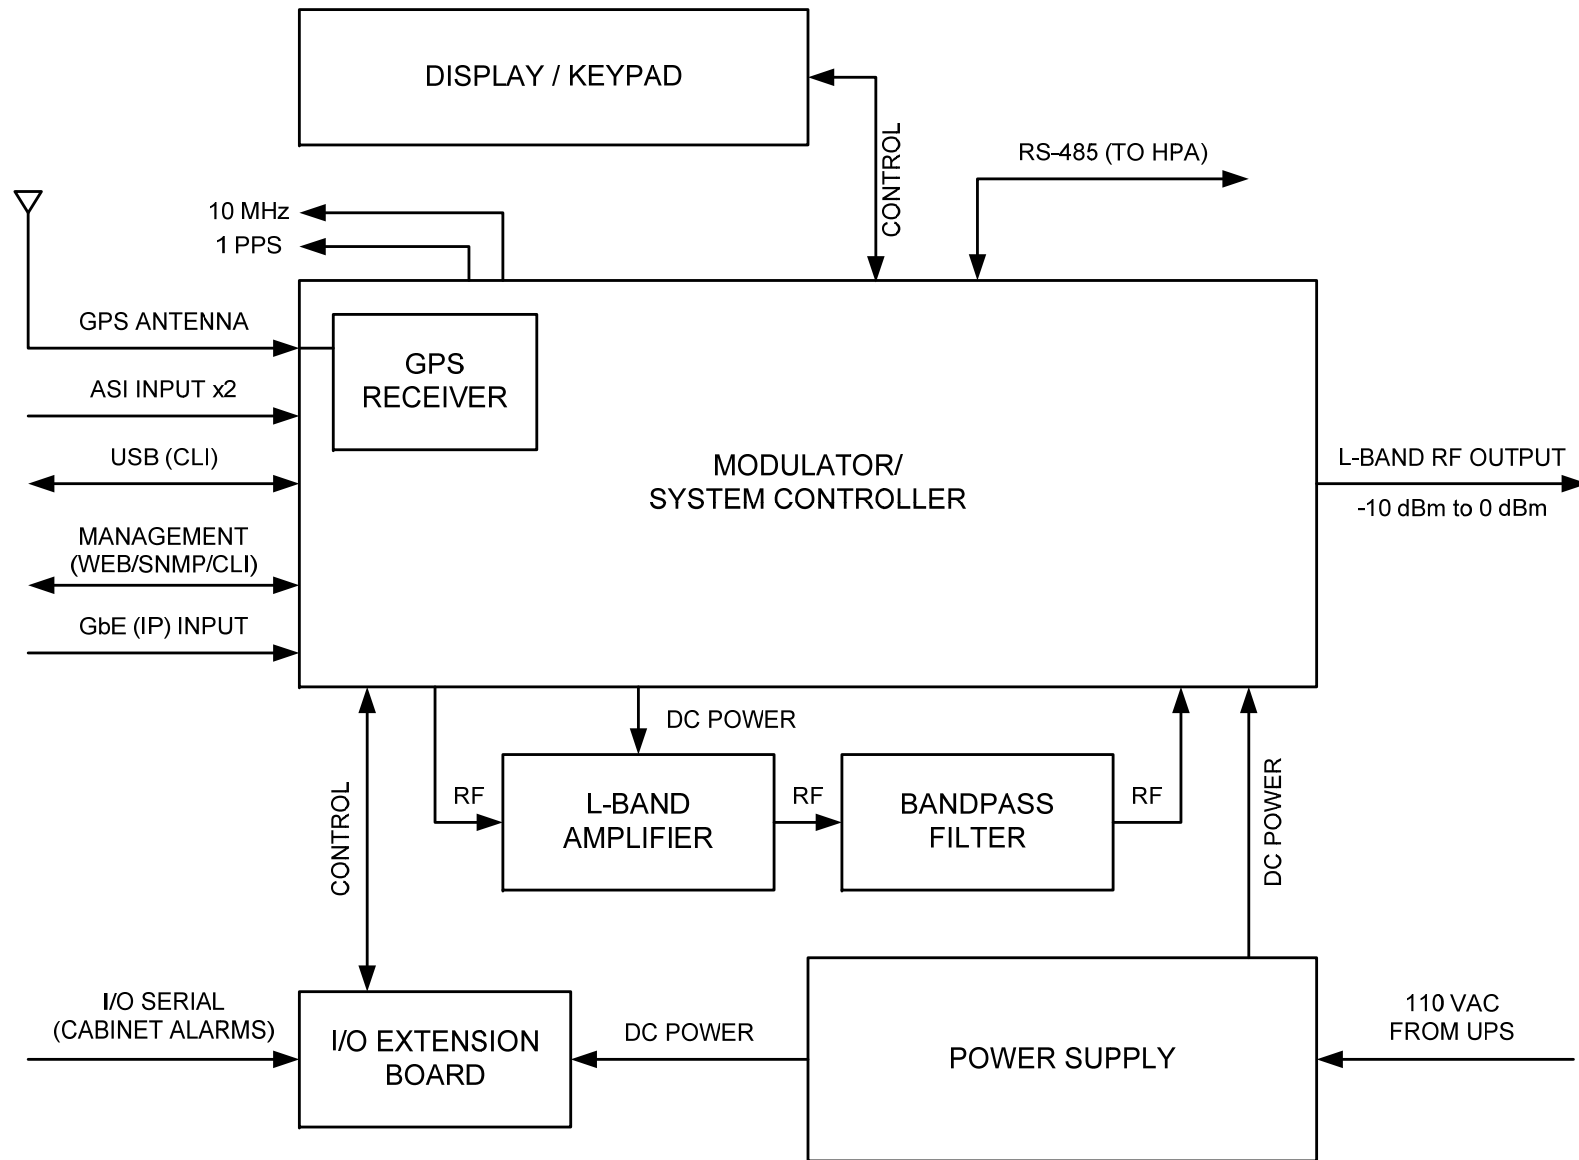 DISPLAY / KEYPAD
CONTROL
RS-485 (TO HPA)
10 MHz
1 PPS
GPS ANTENNA
GPS
RECEIVER
ASI INPUT x2
USB (CLI)
MODULATOR/
SYSTEM CONTROLLER
L-BAND RF OUTPUT
-10 dBm to 0 dBm
MANAGEMENT
(WEB/SNMP/CLI)
GbE (IP) INPUT
DC POWER
CONTROL
RF
L-BAND
AMPLIFIER
RF
BANDPASS
FILTER
RF
DC POWER
I/O SERIAL
(CABINET ALARMS)
I/O EXTENSION
BOARD
DC POWER
POWER SUPPLY
110 VAC
FROM UPS